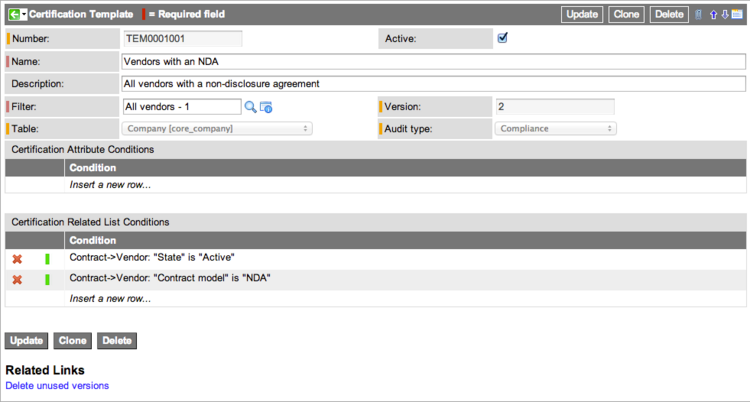 Certification Template = Required field Update Clone Delete
Number: TEM0001001 Active:
Name: Vendors with an NDA
Description: All vendors with a non-disclosure agreement
Filter: All vendors - 1 Version: 2
Table: Company [core_company] Audit type: Compliance
Certification Attribute Conditions
Condition
Insert a new row...
Certification Related List Conditions
Condition
Contract->Vendor: "State" is "Active"
Contract->Vendor: "Contract model" is "NDA"
Insert a new row...
Update Clone Delete
Related Links
Delete unused versions